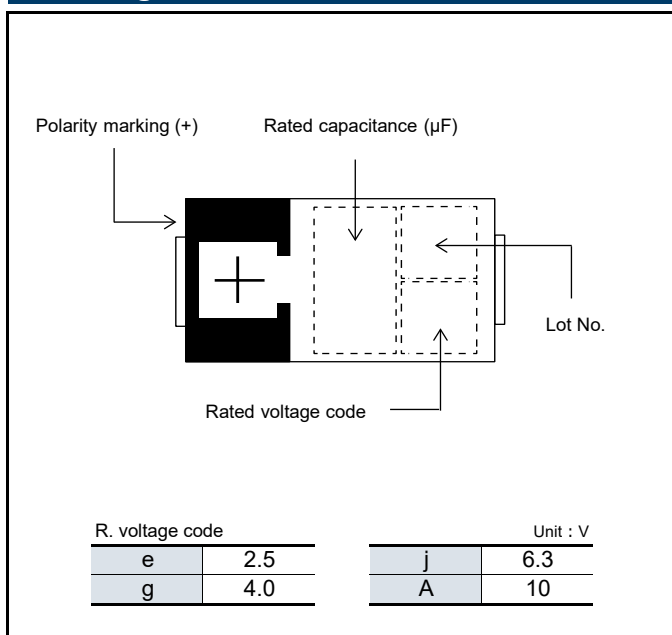 Polarity marking (+)
Rated capacitance (µF)
+
Lot No.
Rated voltage code
R. voltage code
Unit : V
e 2.5 j 6.3
g 4.0 A 10